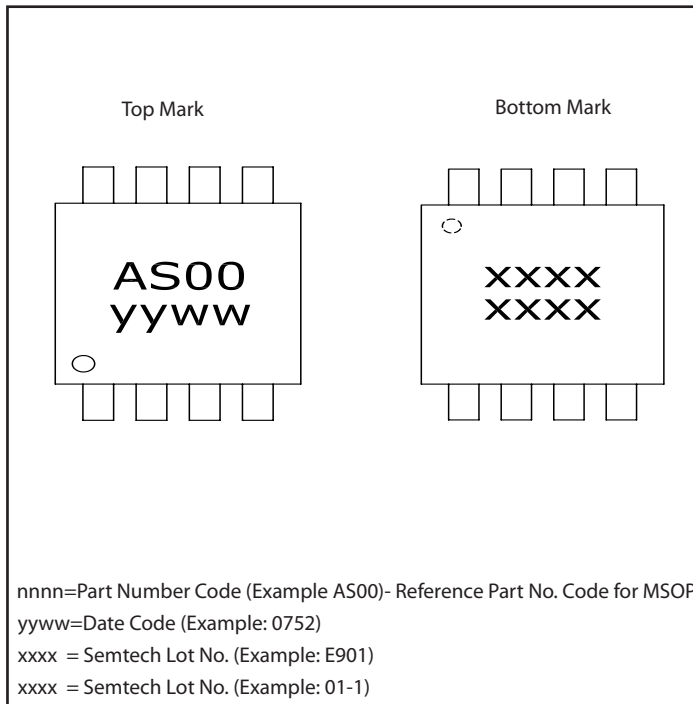 Top Mark
Bottom Mark
AS00
yyww
xxxx
xxxx
nnnn=Part Number Code (Example AS00)- Reference Part No. Code for MSOP
yyww=Date Code (Example: 0752)
xxxx = Semtech Lot No. (Example: E901)
xxxx = Semtech Lot No. (Example: 01-1)